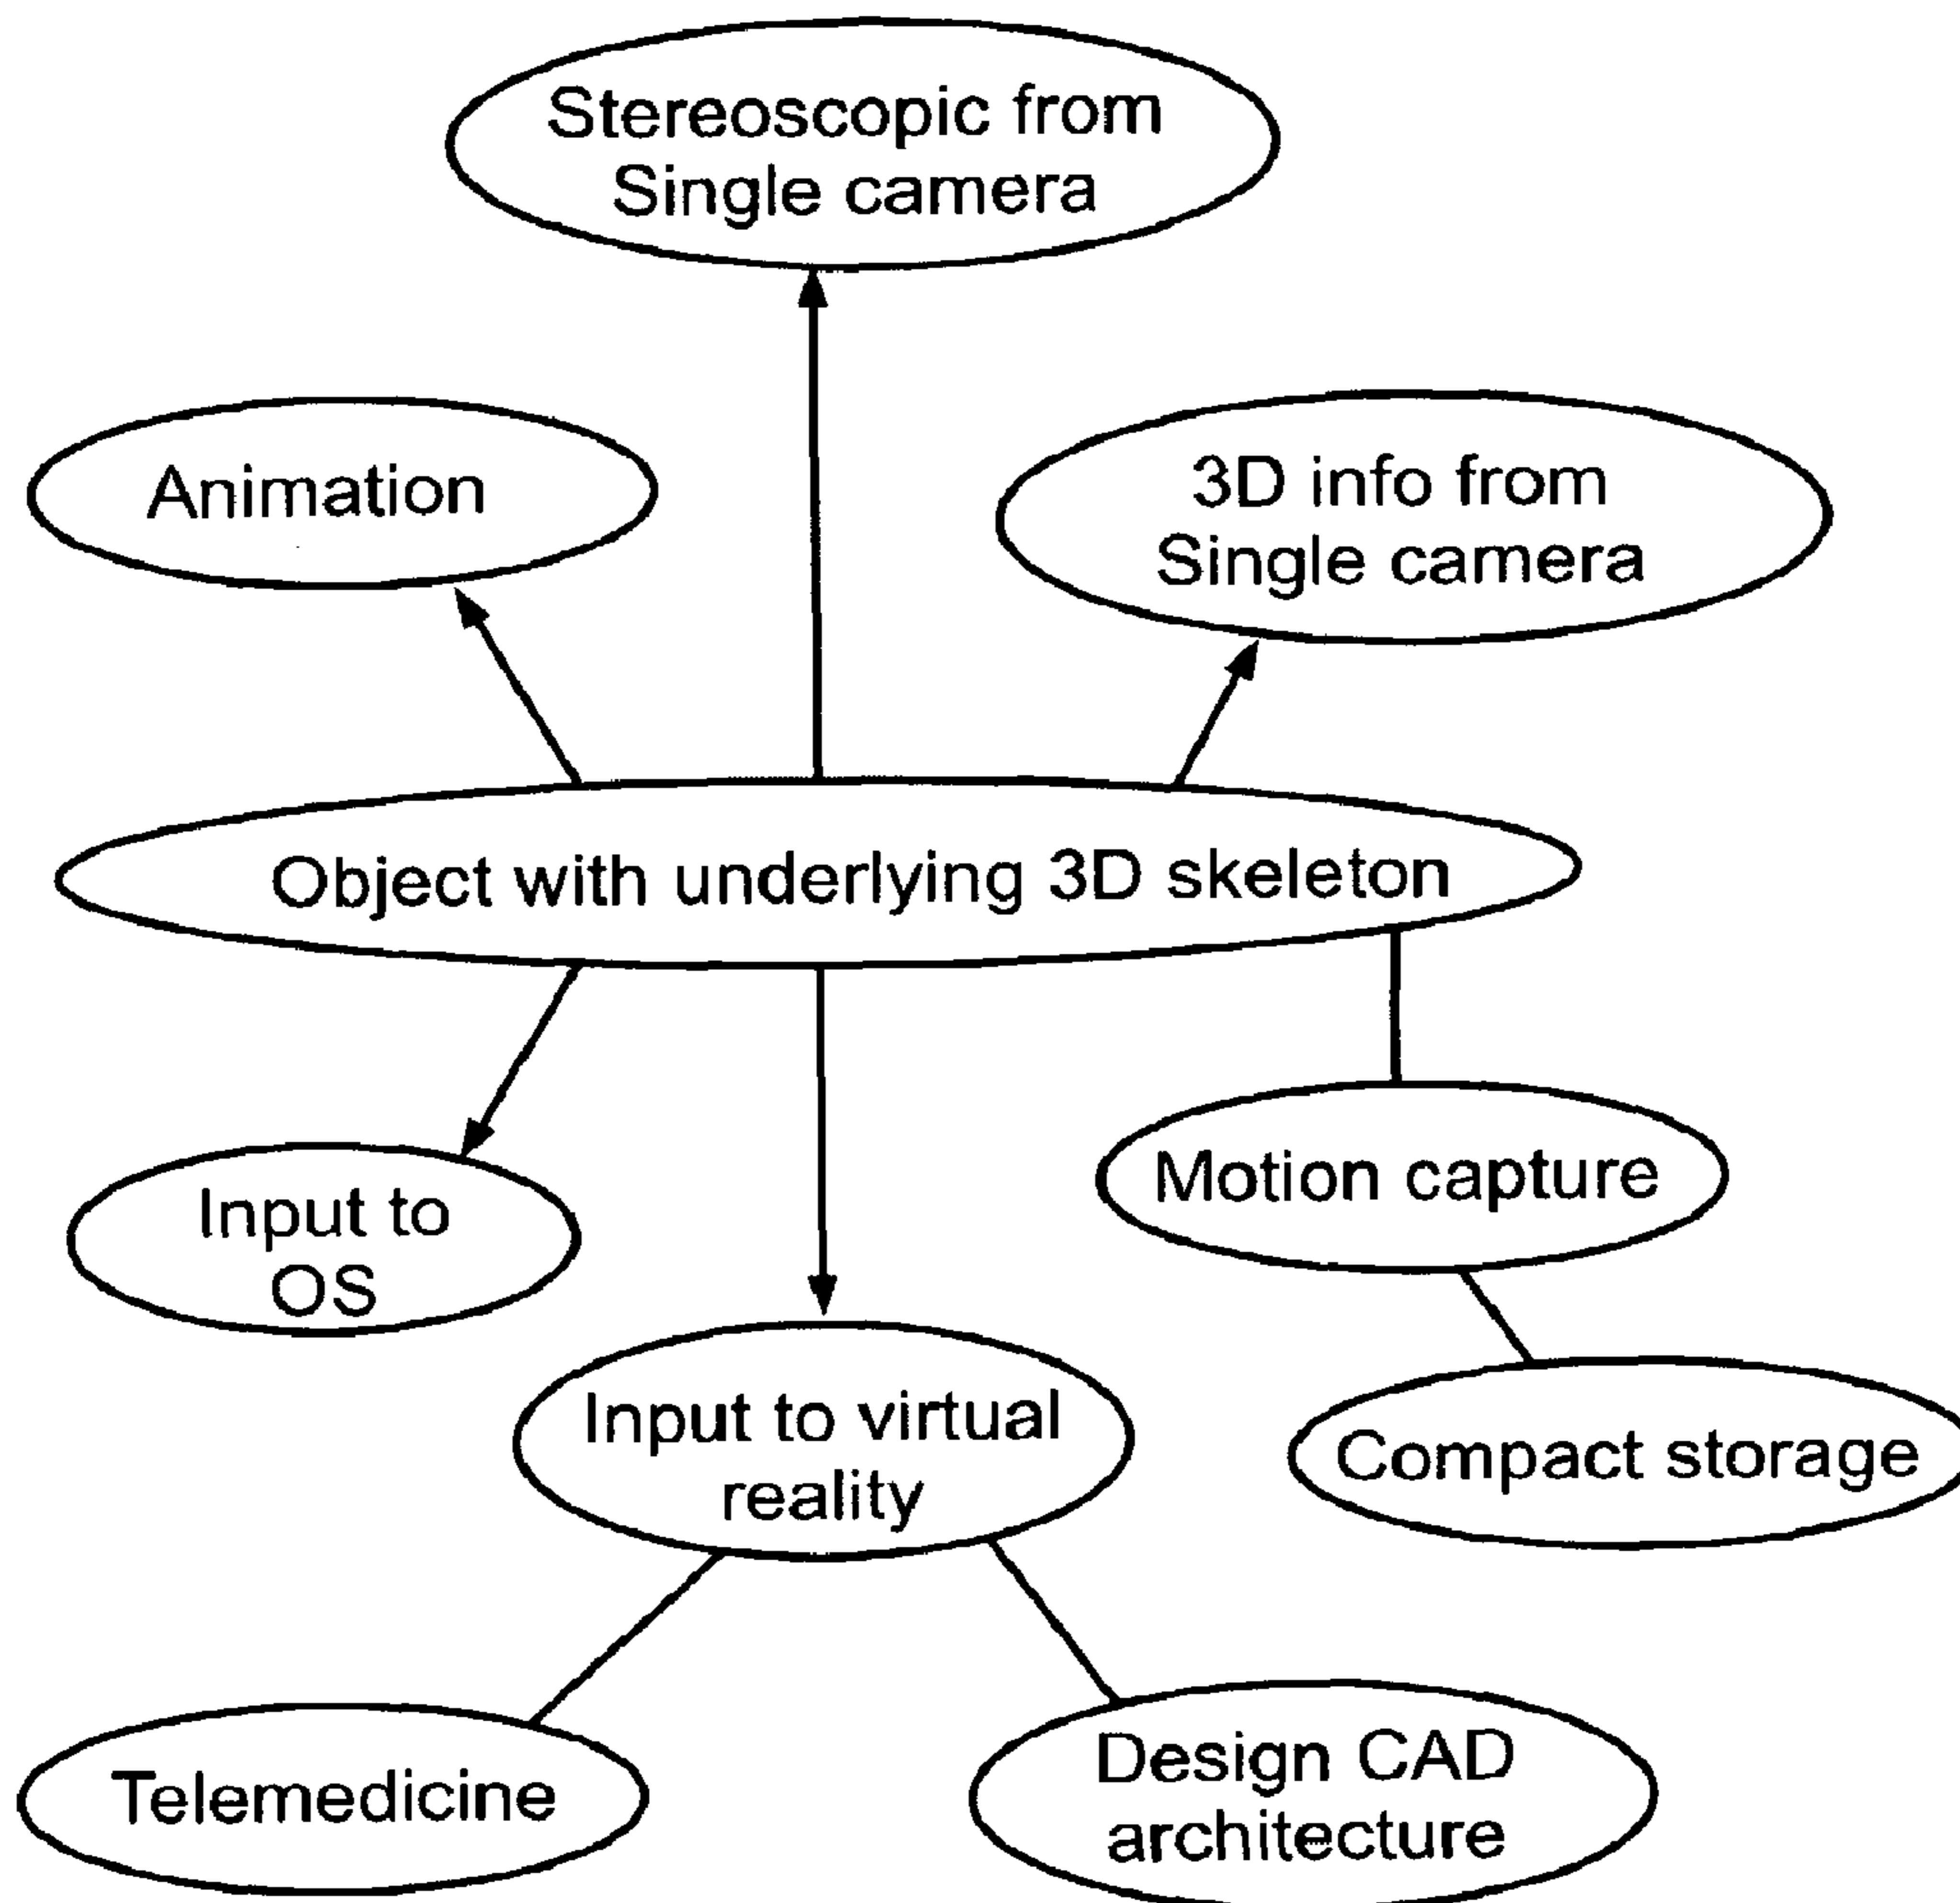 Stereoscopic from
Single camera
Animation
3D info from
Single camera
Object with underlying 3D skeleton
Input to
OS
Motion capture
Input to virtual
reality
Compact storage
Telemedicine
Design CAD
architecture